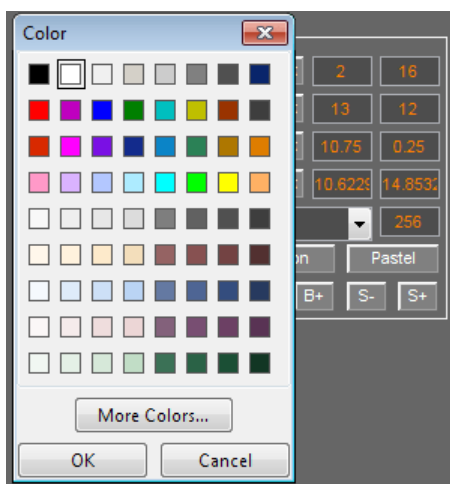 Color
2 16
13 12
10.75 0.25
10.6229 14.8532
256
on Pastel
B+ S- S+
More Colors...
OK Cancel